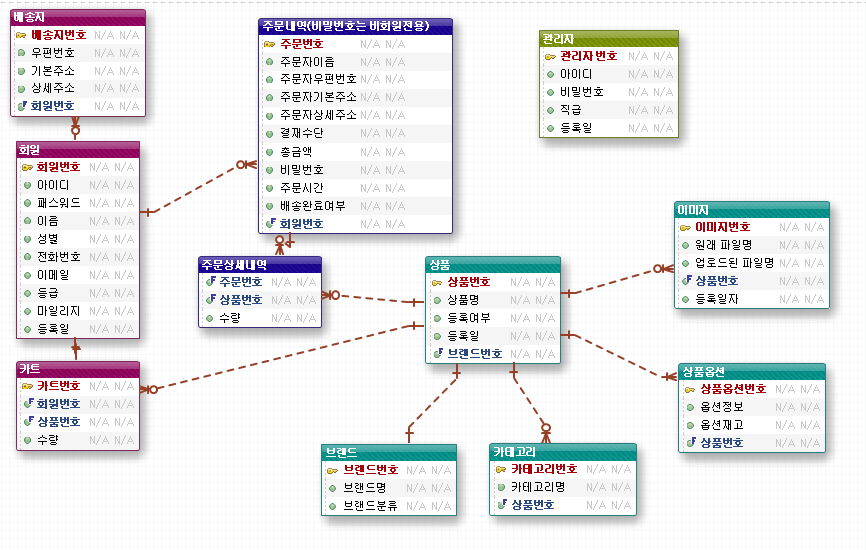 배송지
배송지번호 N/A N/A
우편번호 N/A N/A
기본주소 N/A N/A
상세주소 N/A N/A
회원번호 N/A N/A
회원
회원번호 N/A N/A
아이디 N/A N/A
패스워드 N/A N/A
이름 N/A N/A
성별 N/A N/A
전화번호 N/A N/A
이메일 N/A N/A
등급 N/A N/A
마일리지 N/A N/A
등록일 N/A N/A
카트
카트번호 N/A N/A
회원번호 N/A N/A
상품번호 N/A N/A
수량 N/A N/A
주문내역(비밀번호는 비회원전용)
주문번호 N/A N/A
주문자이름 N/A N/A
주문자우편번호 N/A N/A
주문자기본주소 N/A N/A
주문자상세주소 N/A N/A
결재수단 N/A N/A
총금액 N/A N/A
비밀번호 N/A N/A
주문시간 N/A N/A
배송완료여부 N/A N/A
회원번호 N/A N/A
주문상세내역
주문번호 N/A N/A
상품번호 N/A N/A
수량 N/A N/A
상품
상품번호 N/A N/A
상품명 N/A N/A
등록여부 N/A N/A
등록일 N/A N/A
브랜드번호 N/A N/A
브랜드
브랜드번호 N/A N/A
브랜드명 N/A N/A
브랜드분류 N/A N/A
카테고리
카테고리번호 N/A N/A
카테고리명 N/A N/A
상품번호 N/A N/A
관리자
관리자번호 N/A N/A
아이디 N/A N/A
비밀번호 N/A N/A
직급 N/A N/A
등록일 N/A N/A
이미지
이미지번호 N/A N/A
원래 파일명 N/A N/A
업로드된 파일명 N/A N/A
상품번호 N/A N/A
등록일자 N/A N/A
상품옵션
상품옵션번호 N/A N/A
옵션정보 N/A N/A
옵션재고 N/A N/A
상품번호 N/A N/A